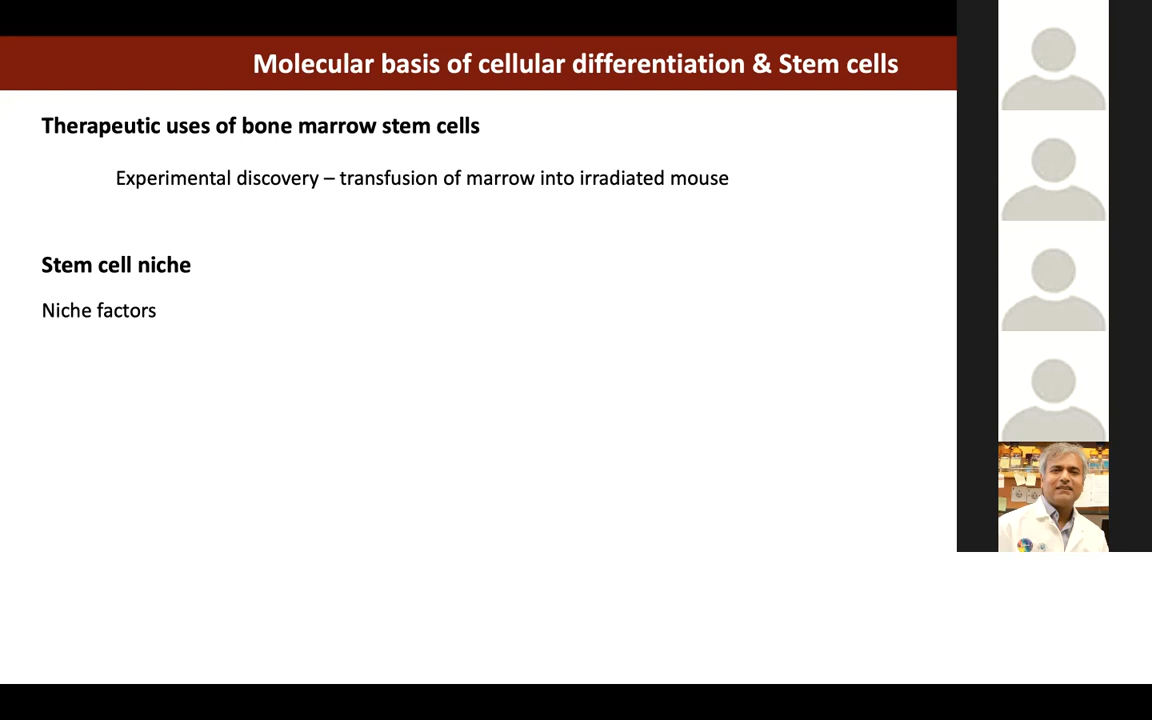 Molecular basis of cellular differentiation & Stem cells
Therapeutic uses of bone marrow stem cells
Experimental discovery – transfusion of marrow into irradiated mouse
Stem cell niche
Niche factors